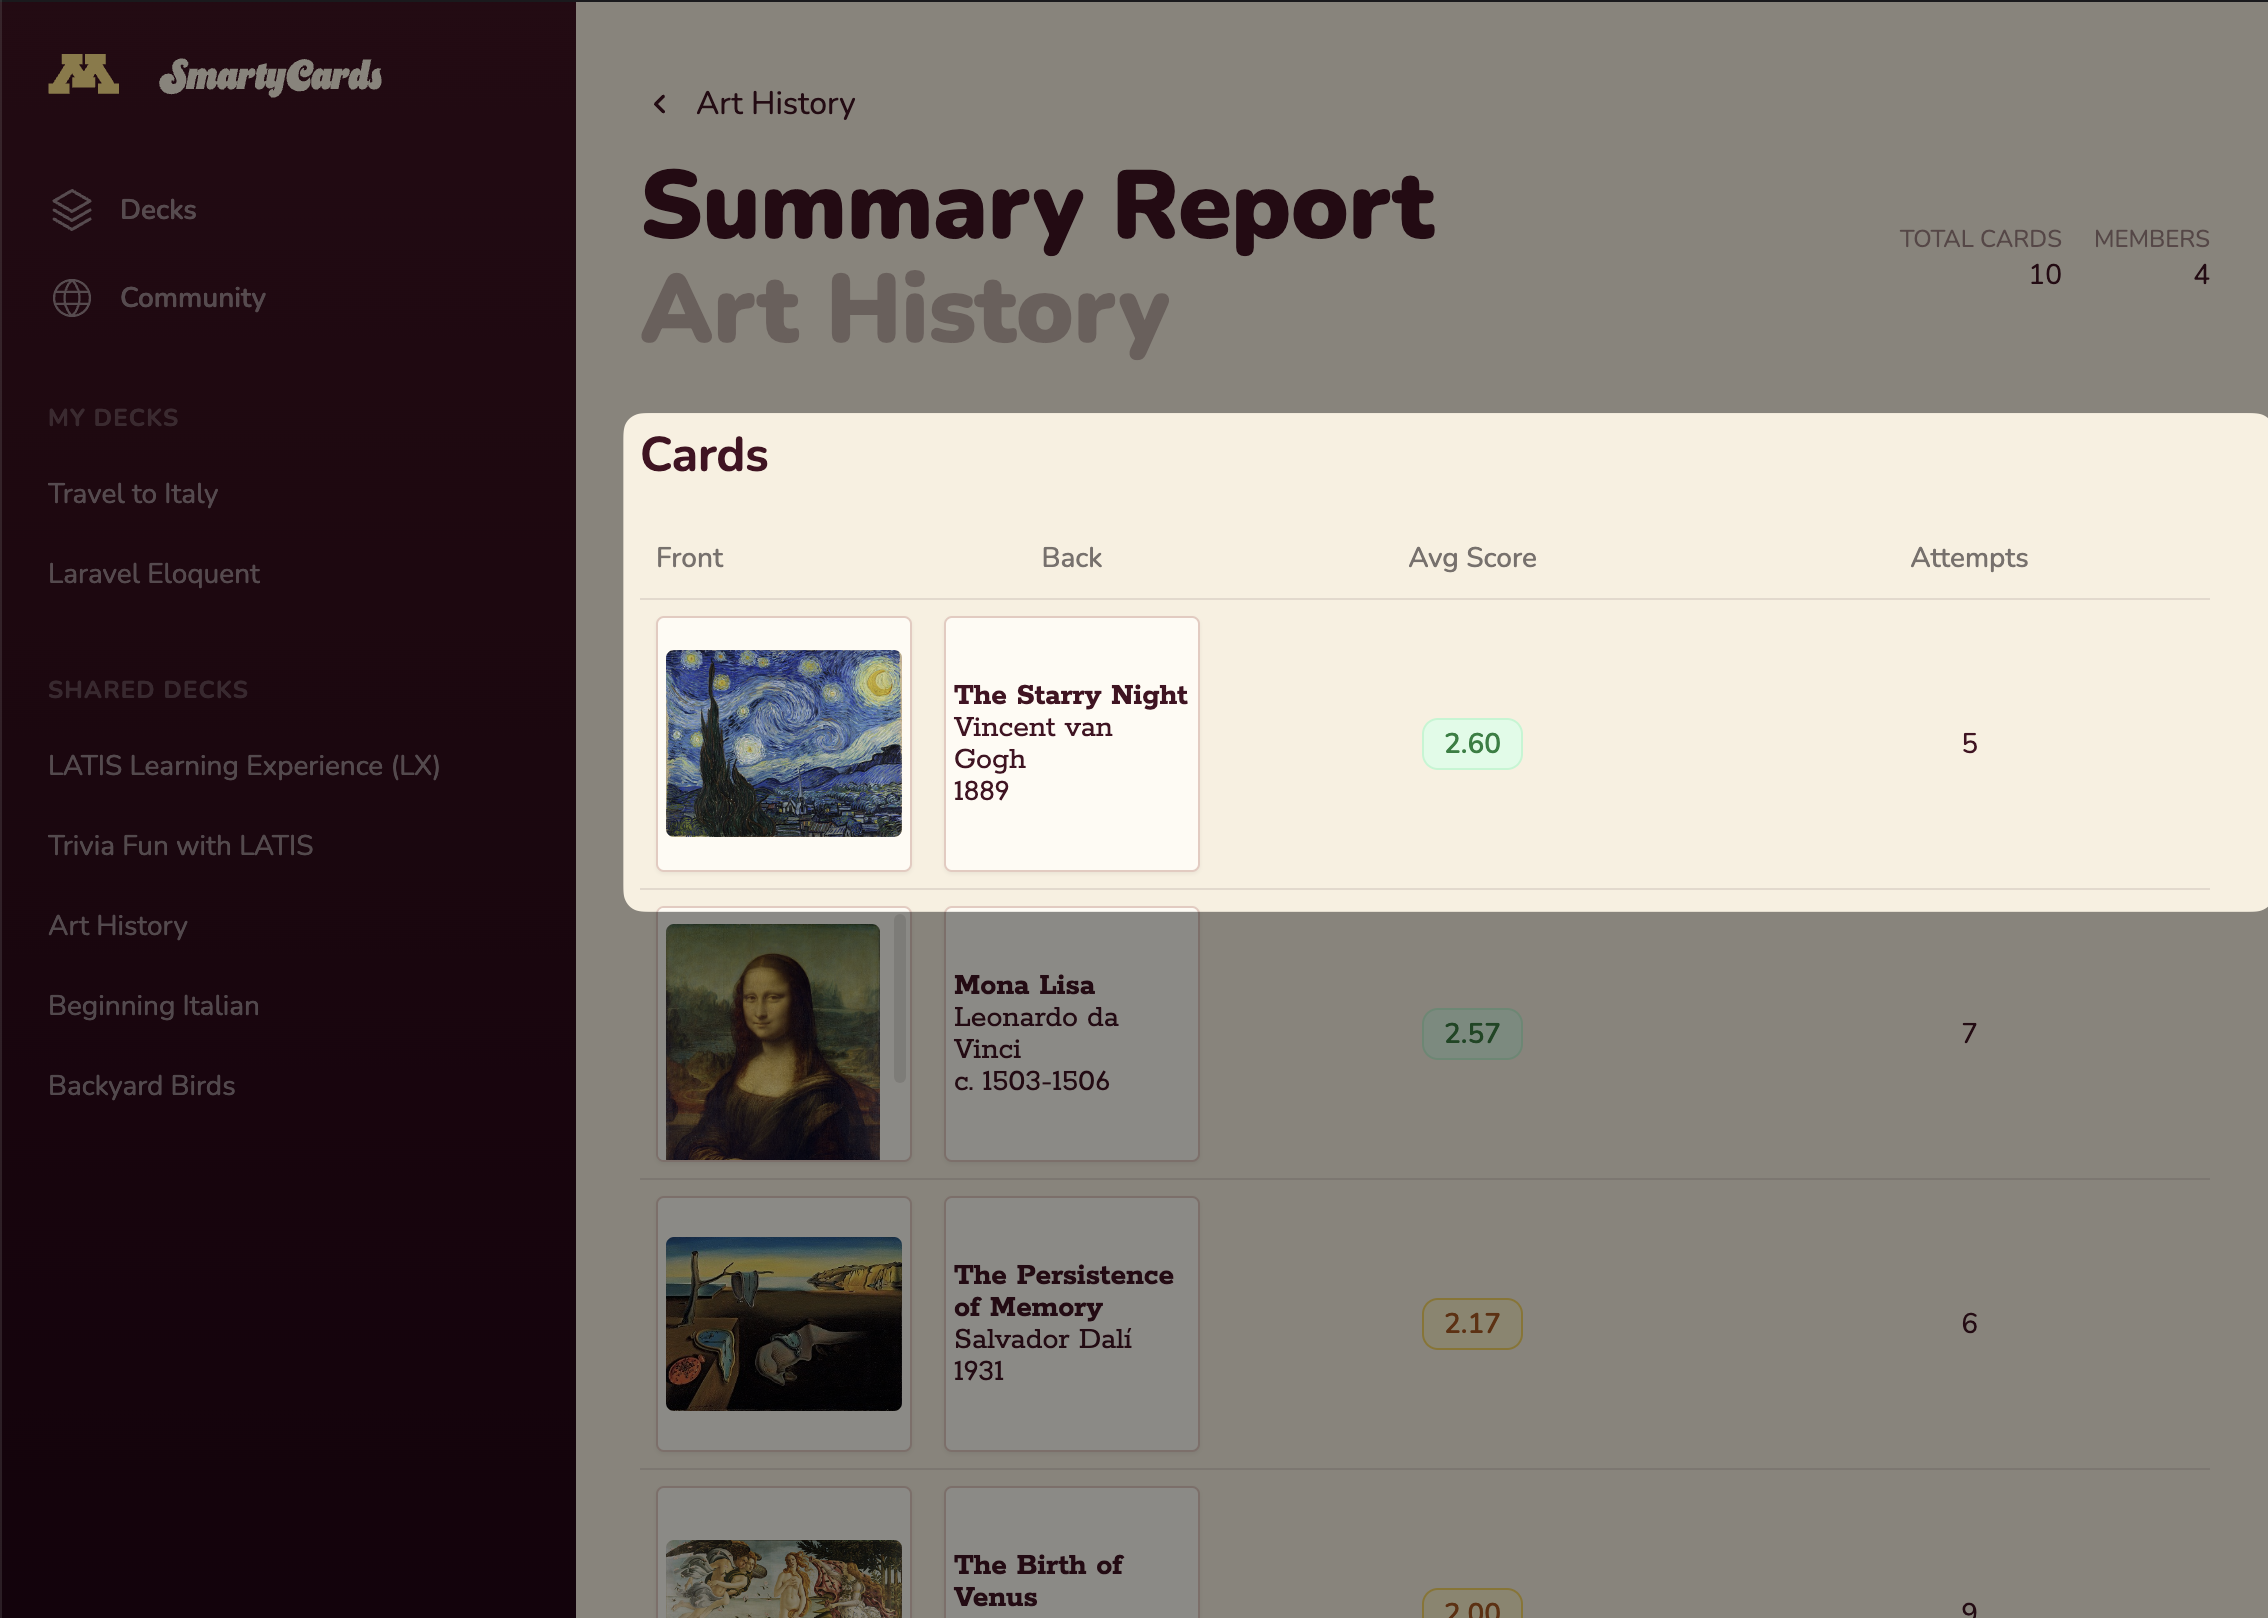 M
SmartyCards
Decks
Community
MY DECKS
Travel to Italy
Laravel Eloquent
SHARED DECKS
LATIS Learning Experience (LX)
Trivia Fun with LATIS
Art History
Beginning Italian
Backyard Birds
Art History
Summary Report
Art History
TOTAL CARDS MEMBERS
10 4
Cards
Front Back Avg Score Attempts
The Starry Night
Vincent van
Gogh
1889
2.60 5
Mona Lisa
Leonardo da
Vinci
c. 1503-1506
2.57 7
The Persistence
of Memory
Salvador Dalí
1931
2.17 6
The Birth of
Venus
2.00 9